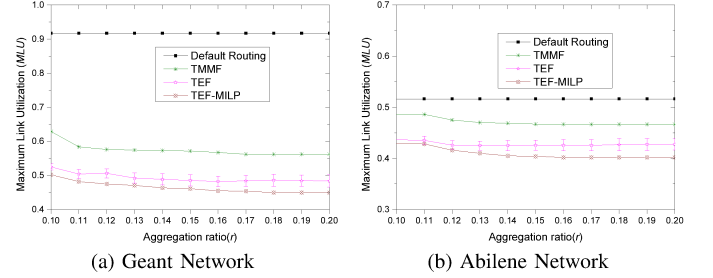 1.0
0.9
0.8
0.7
0.6
0.5
0.4
Maximum Link Utilization (MLU)
Default Routing
TMMF
TEF
TEF-MILP
0.10 0.11 0.12 0.13 0.14 0.15 0.16 0.17 0.18 0.19 0.20
Aggregation ratio(r)
(a) Geant Network
0.7
0.6
0.5
0.4
0.3
Maximum Link Utilization (MLU)
Default Routing
TMMF
TEF
TEF-MILP
0.10 0.11 0.12 0.13 0.14 0.15 0.16 0.17 0.18 0.19 0.20
Aggregation ratio(r)
(b) Abilene Network